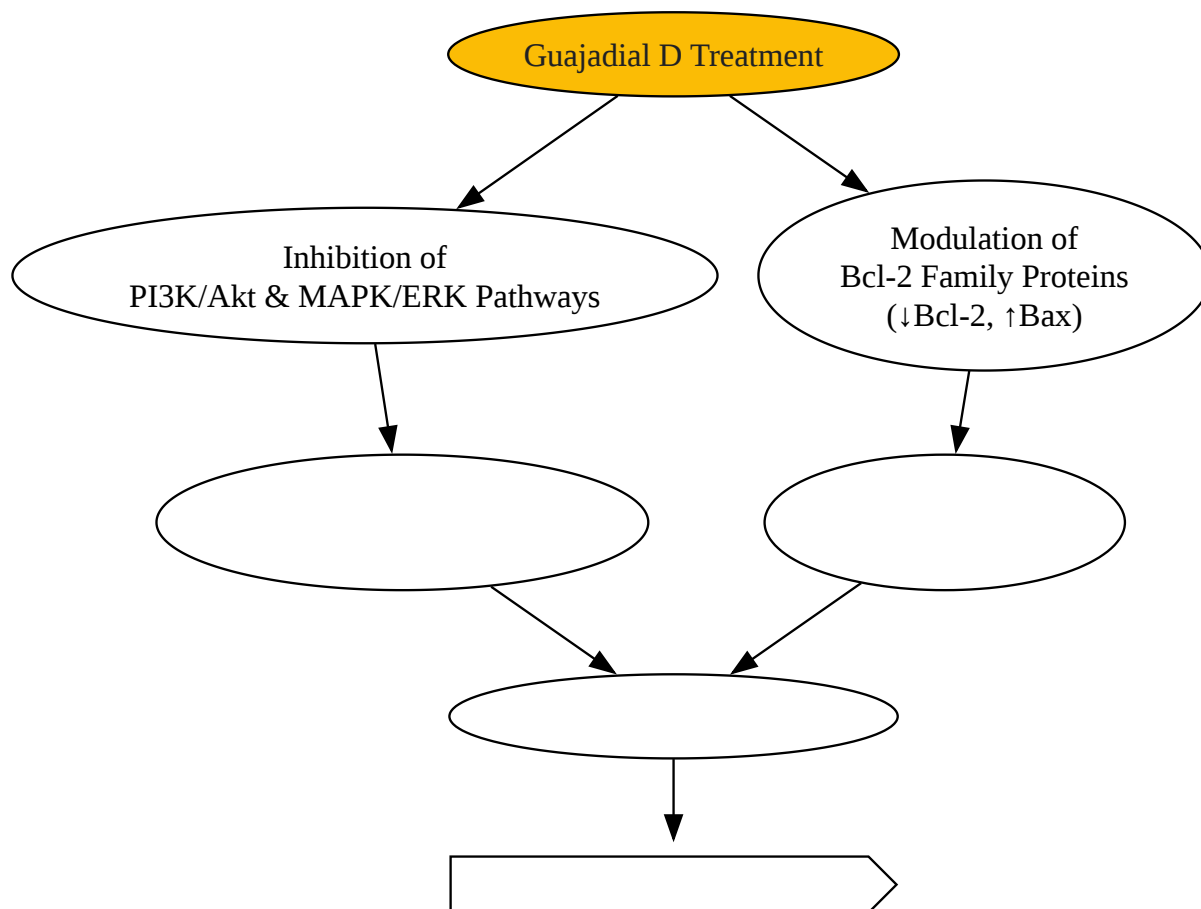 Guajadial D Treatment
Inhibition of
PI3K/Akt & MAPK/ERK Pathways
Modulation of
Bcl-2 Family Proteins
(↓Bcl-2, ↑Bax)